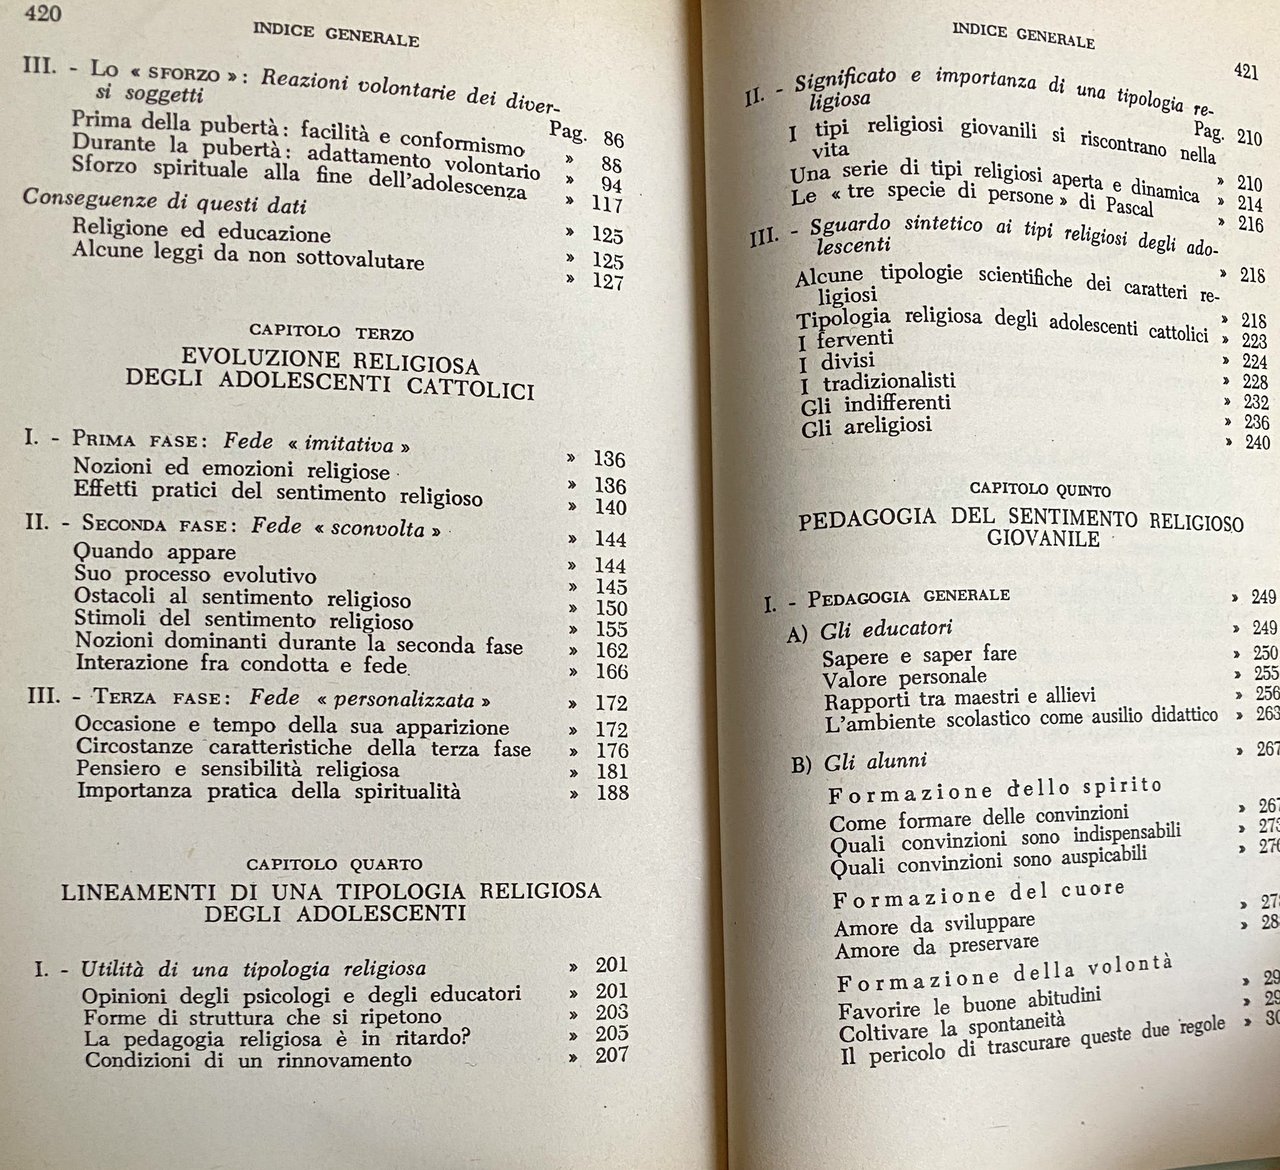 420
INDICE GENERALE
III. - LO « SFORZO »: Reazioni volontarie dei diver-
si soggetti Pag. 86
Prima della pubertà: facilità e conformismo » 88
Durante la pubertà: adattamento volontario » 94
Sforzo spirituale alla fine dell'adolescenza » 117
Conseguenze di questi dati » 125
Religione ed educazione » 125
Alcune leggi da non sottovalutare » 127
CAPITOLO TERZO
EVOLUZIONE RELIGIOSA
DEGLI ADOLESCENTI CATTOLICI
I. - PRIMA FASE: Fede « imitativa » » 136
Nozioni ed emozioni religiose » 136
Effetti pratici del sentimento religioso » 140
II. - SECONDA FASE: Fede « sconvolta » » 144
Quando appare » 144
Suo processo evolutivo » 145
Ostacoli al sentimento religioso » 150
Stimoli del sentimento religioso » 155
Nozioni dominanti durante la seconda fase » 162
Interazione fra condotta e fede » 166
III. - TERZA FASE: Fede « personalizzata » » 172
Occasione e tempo della sua apparizione » 172
Circostanze caratteristiche della terza fase » 176
Pensiero e sensibilità religiosa » 181
Importanza pratica della spiritualità » 188
CAPITOLO QUARTO
LINEAMENTI DI UNA TIPOLOGIA RELIGIOSA
DEGLI ADOLESCENTI
I. - Utilità di una tipologia religiosa » 201
Opinioni degli psicologi e degli educatori » 201
Forme di struttura che si ripetono » 203
La pedagogia religiosa è in ritardo? » 205
Condizioni di un rinnovamento » 207
INDICE GENERALE
421
II. - Significato e importanza di una tipologia re-
ligiosa Pag. 210
I tipi religiosi giovanili si riscontrano nella
vita » 210
Una serie di tipi religiosi aperta e dinamica » 214
Le « tre specie di persone » di Pascal » 216
III. - Sguardo sintetico ai tipi religiosi degli ado-
lescenti » 218
Alcune tipologie scientifiche dei caratteri re-
ligiosi » 218
Tipologia religiosa degli adolescenti cattolici » 223
I ferventi » 224
I divisi » 228
I tradizionalisti » 232
Gli indifferenti » 236
Gli areligiosi » 240
CAPITOLO QUINTO
PEDAGOGIA DEL SENTIMENTO RELIGIOSO
GIOVANILE
I. - PEDAGOGIA GENERALE » 249
A) Gli educatori » 249
Sapere e saper fare » 250
Valore personale » 255
Rapporti tra maestri e allievi » 256
L'ambiente scolastico come ausilio didattico » 263
B) Gli alunni » 267
Formazione dello spirito
Come formare delle convinzioni » 267
Quali convinzioni sono indispensabili » 273
Quali convinzioni sono auspicabili » 276
Formazione del cuore
Amore da sviluppare » 27
Amore da preservare » 28
Formazione della volontà
Favorire le buone abitudini » 29
Coltivare la spontaneità » 29
Il pericolo di trascurare queste due regole » 30